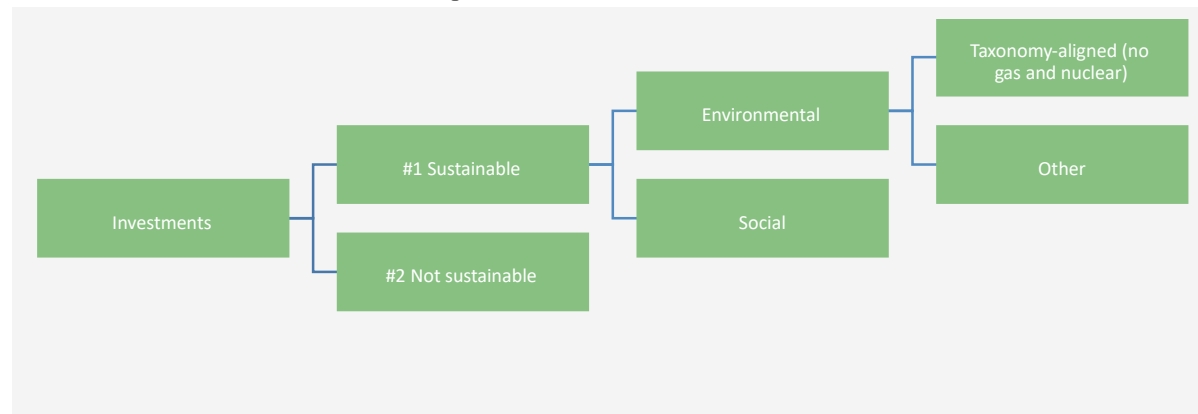 Investments
#1 Sustainable
#2 Not sustainable
Environmental
Social
Taxonomy-aligned (no
gas and nuclear)
Other